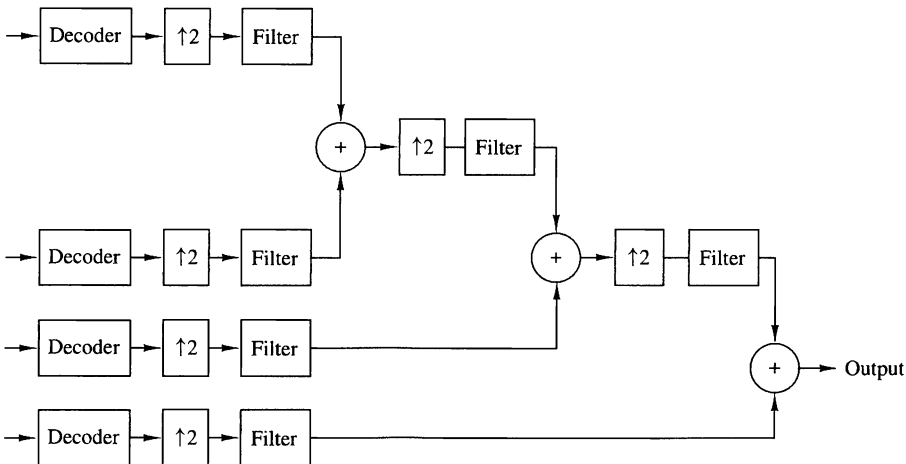 Decoder ↑2 Filter
+ ↑2 Filter
Decoder ↑2 Filter + ↑2 Filter
Decoder ↑2 Filter + Output
Decoder ↑2 Filter